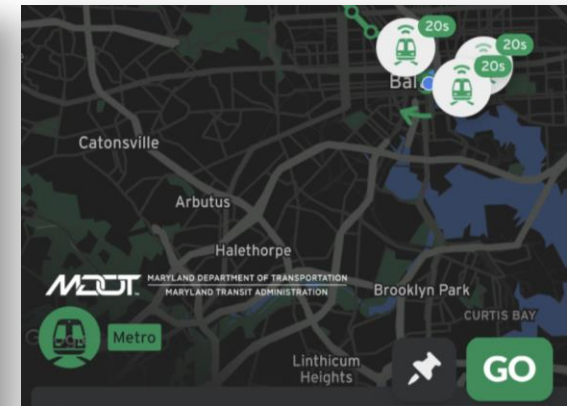 20s
20s
20s
Bal
Catonsville
Arbutus
Halethorpe
MDOT
MARYLAND DEPARTMENT OF TRANSPORTATION
MARYLAND TRANSIT ADMINISTRATION
Brooklyn Park
CURTIS BAY
Metro
Linthicum
Heights
GO